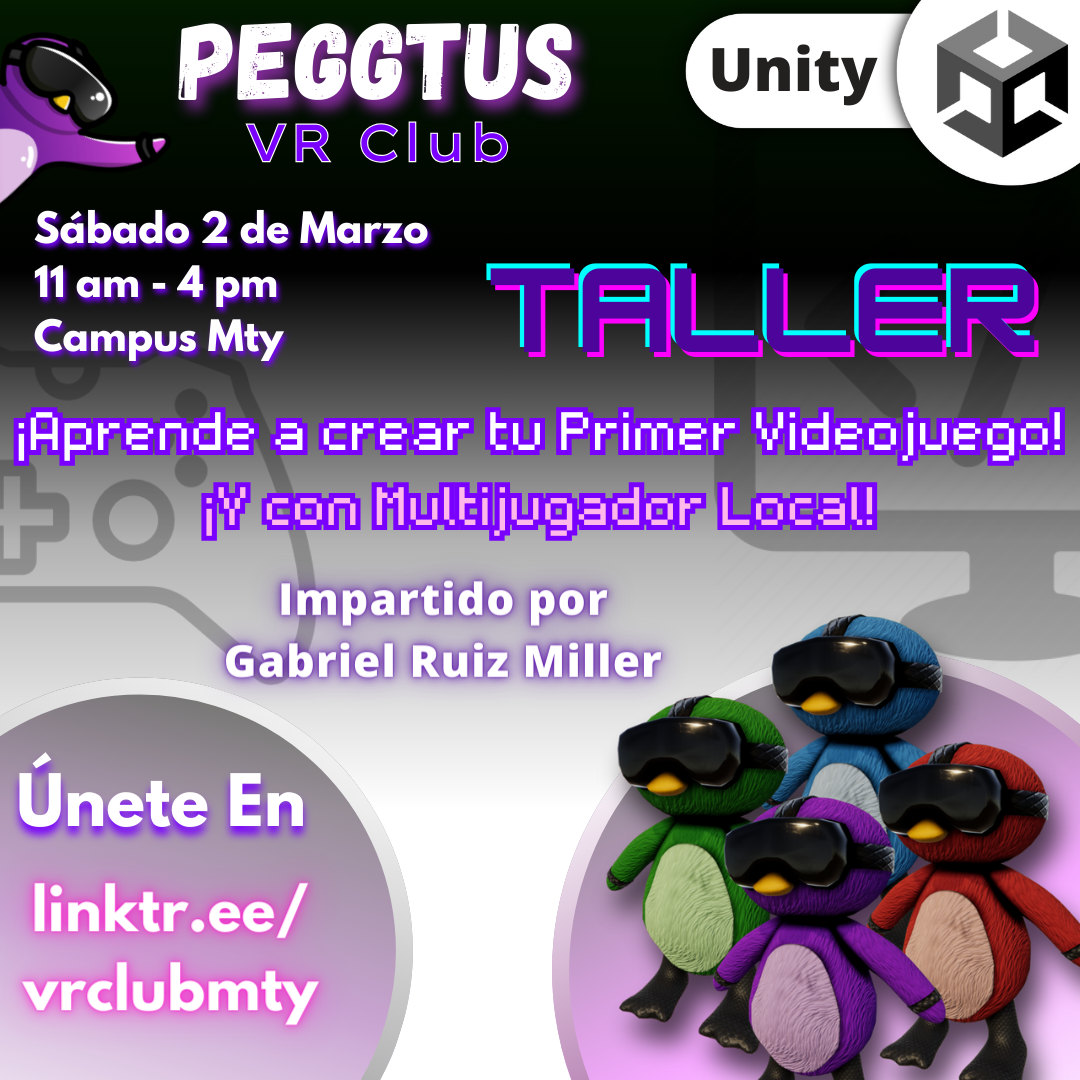 PEGGTUS
VR Club
Unity
Sábado 2 de Marzo
11 am - 4 pm
Campus Mty
TALLER
¡Aprende a crear tu Primer Videojuego!
¡Y con Multijugador Local!
Impartido por
Gabriel Ruiz Miller
Únete En
linktr.ee/
vrclubmty